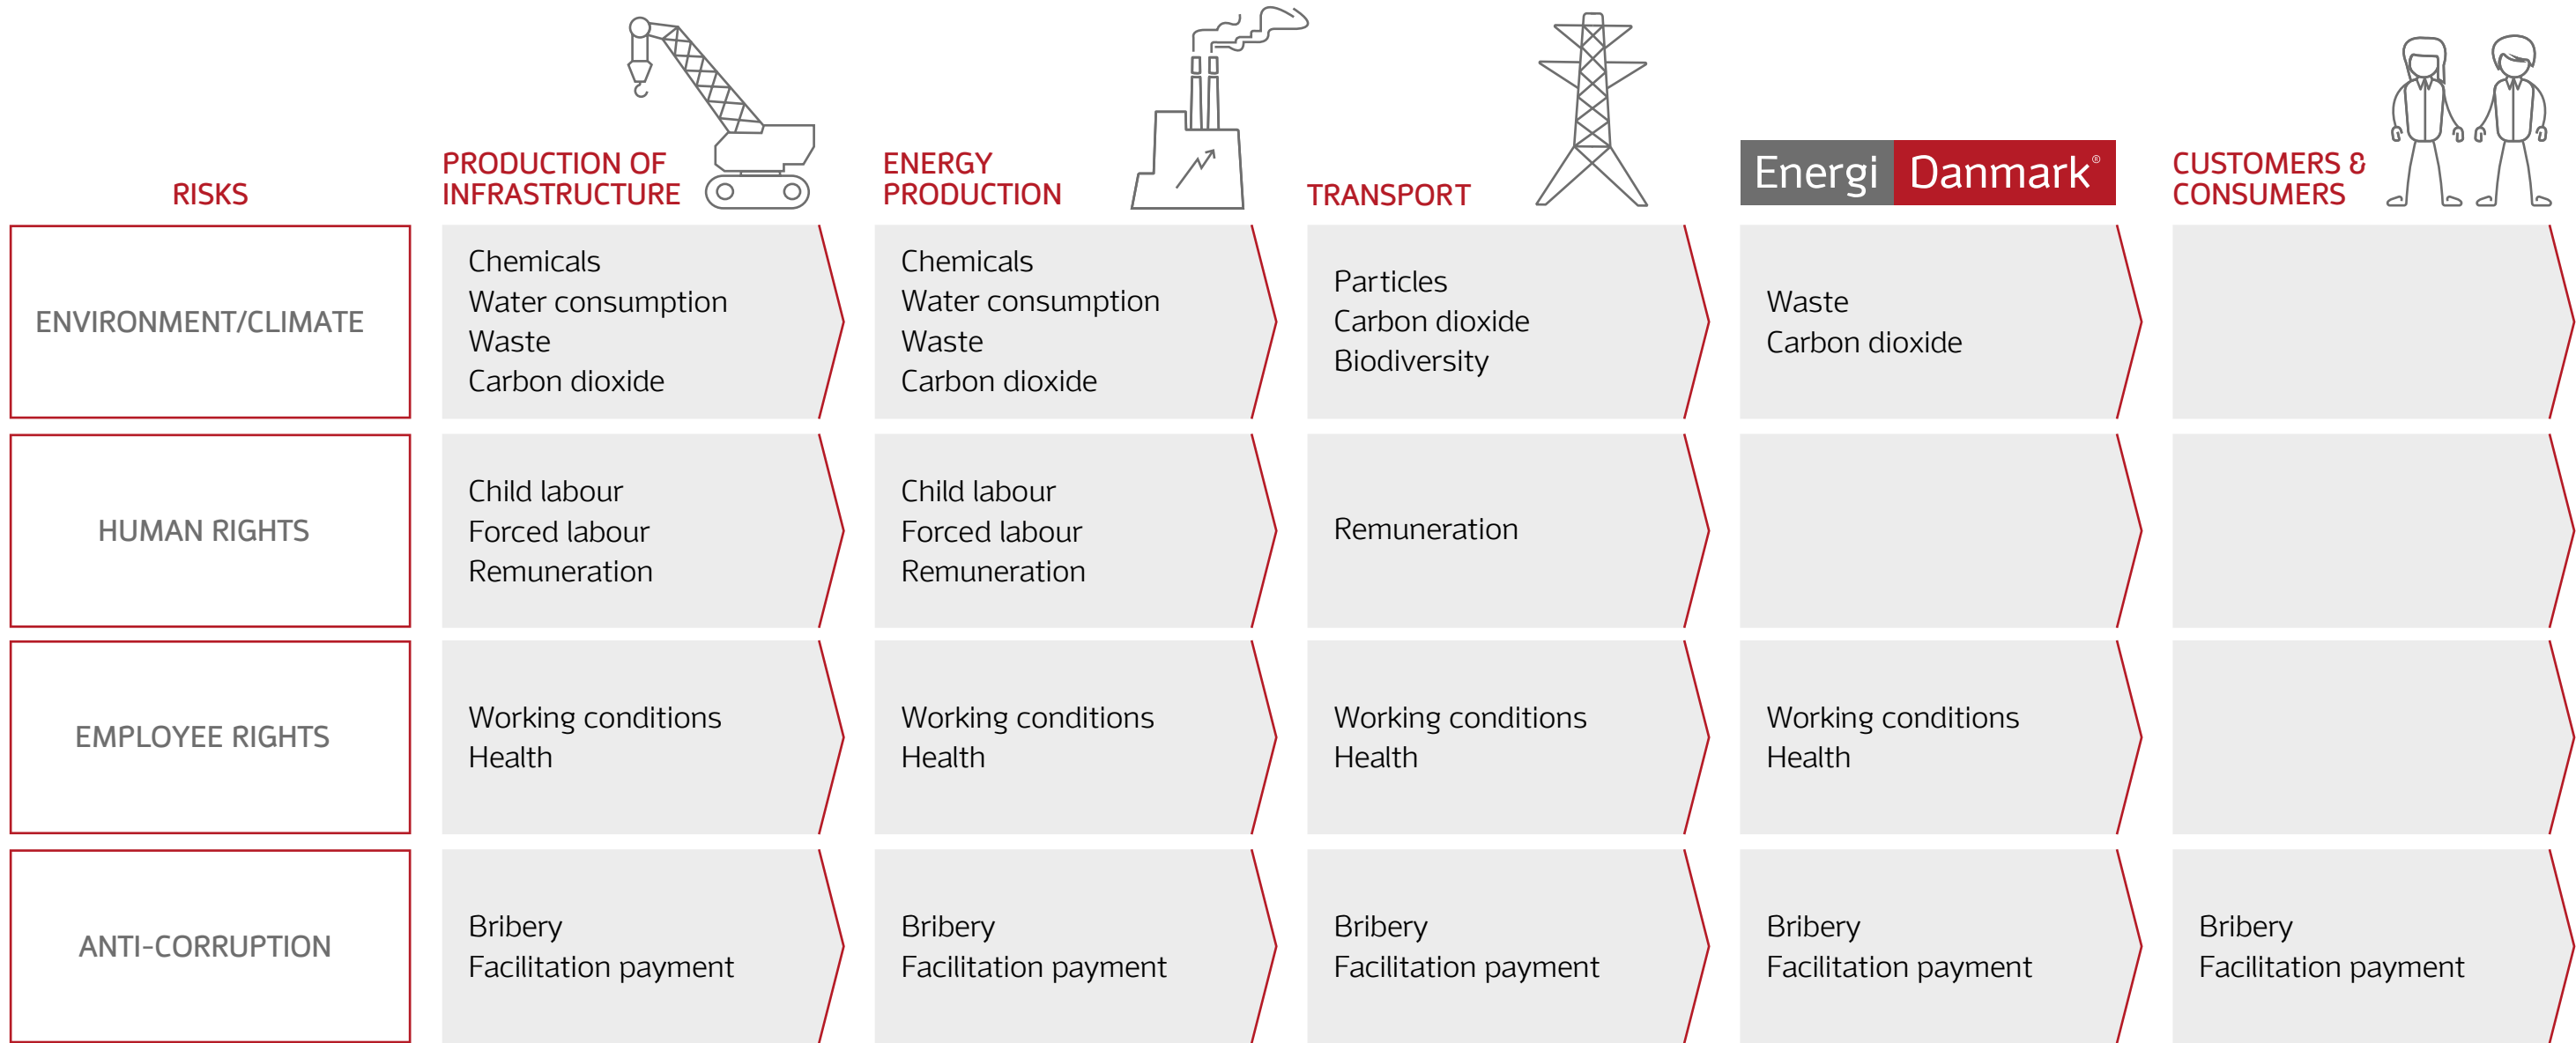 RISKS
PRODUCTION OF
INFRASTRUCTURE
ENERGY
PRODUCTION
TRANSPORT
Energi Danmark®
CUSTOMERS &
CONSUMERS
ENVIRONMENT/CLIMATE
Chemicals
Water consumption
Waste
Carbon dioxide
Chemicals
Water consumption
Waste
Carbon dioxide
Particles
Carbon dioxide
Biodiversity
Waste
Carbon dioxide
HUMAN RIGHTS
Child labour
Forced labour
Remuneration
Child labour
Forced labour
Remuneration
Remuneration
EMPLOYEE RIGHTS
Working conditions
Health
Working conditions
Health
Working conditions
Health
Working conditions
Health
ANTI-CORRUPTION
Bribery
Facilitation payment
Bribery
Facilitation payment
Bribery
Facilitation payment
Bribery
Facilitation payment
Bribery
Facilitation payment